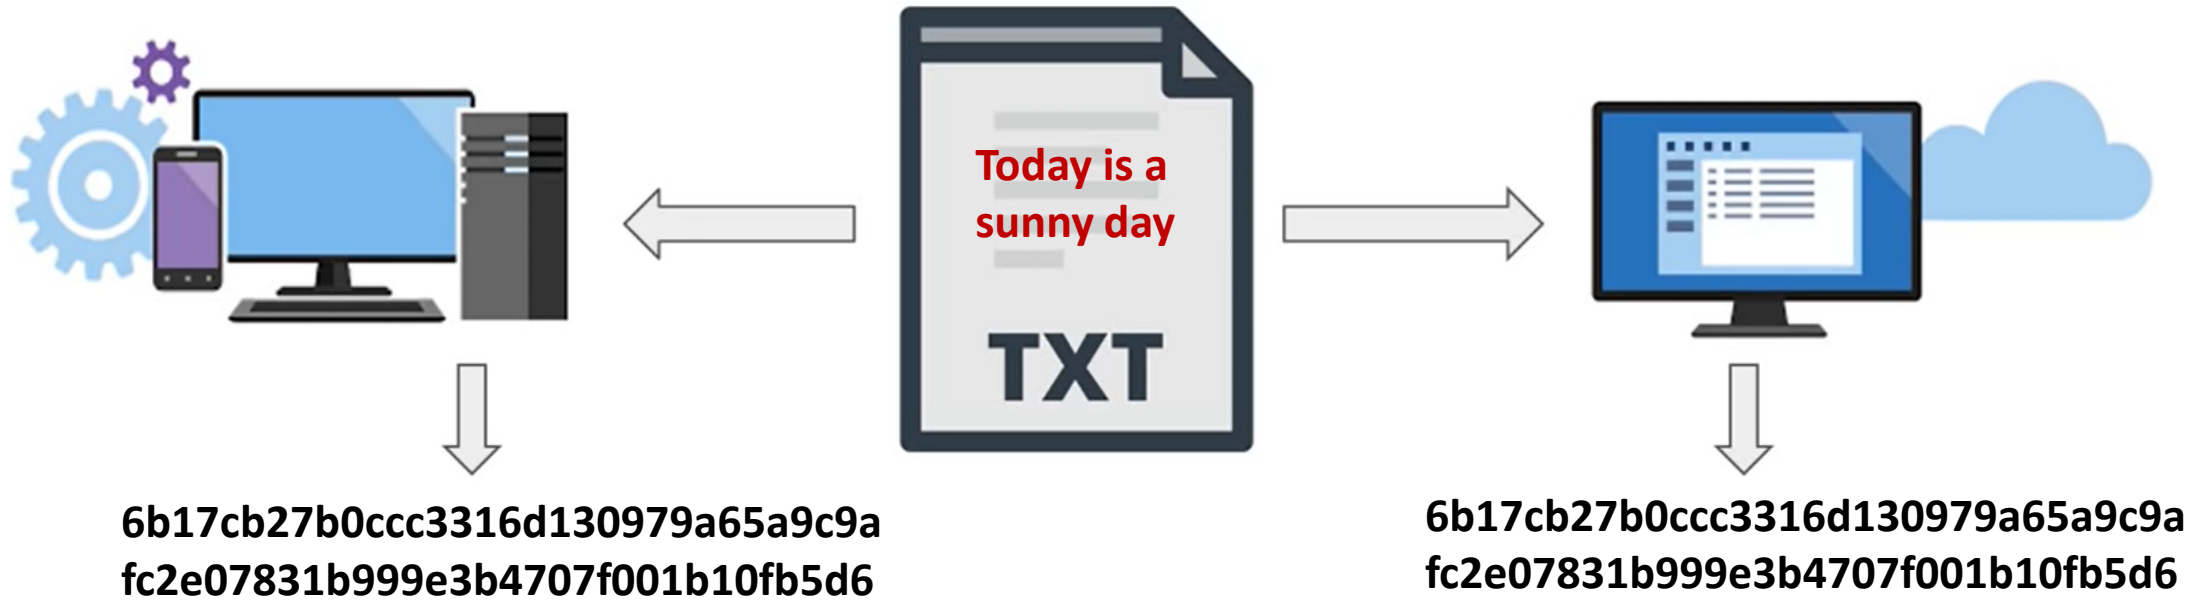 Today is a
sunny day
TXT
6b17cb27b0ccc3316d130979a65a9c9a
fc2e07831b999e3b4707f001b10fb5d6
6b17cb27b0ccc3316d130979a65a9c9a
fc2e07831b999e3b4707f001b10fb5d6